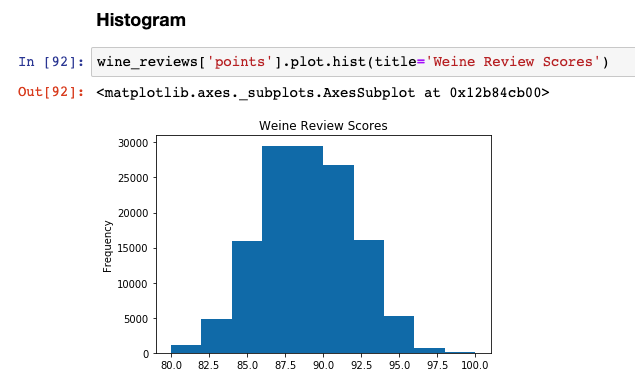 Histogram
In [92]: wine_reviews['points'].plot.hist(title='Weine Review Scores')
Out[92]: <matplotlib.axes._subplots.AxesSubplot at 0x12b84cb00>
Weine Review Scores
30000
25000
20000
15000
10000
5000
0
Frequency
80.0 82.5 85.0 87.5 90.0 92.5 95.0 97.5 100.0